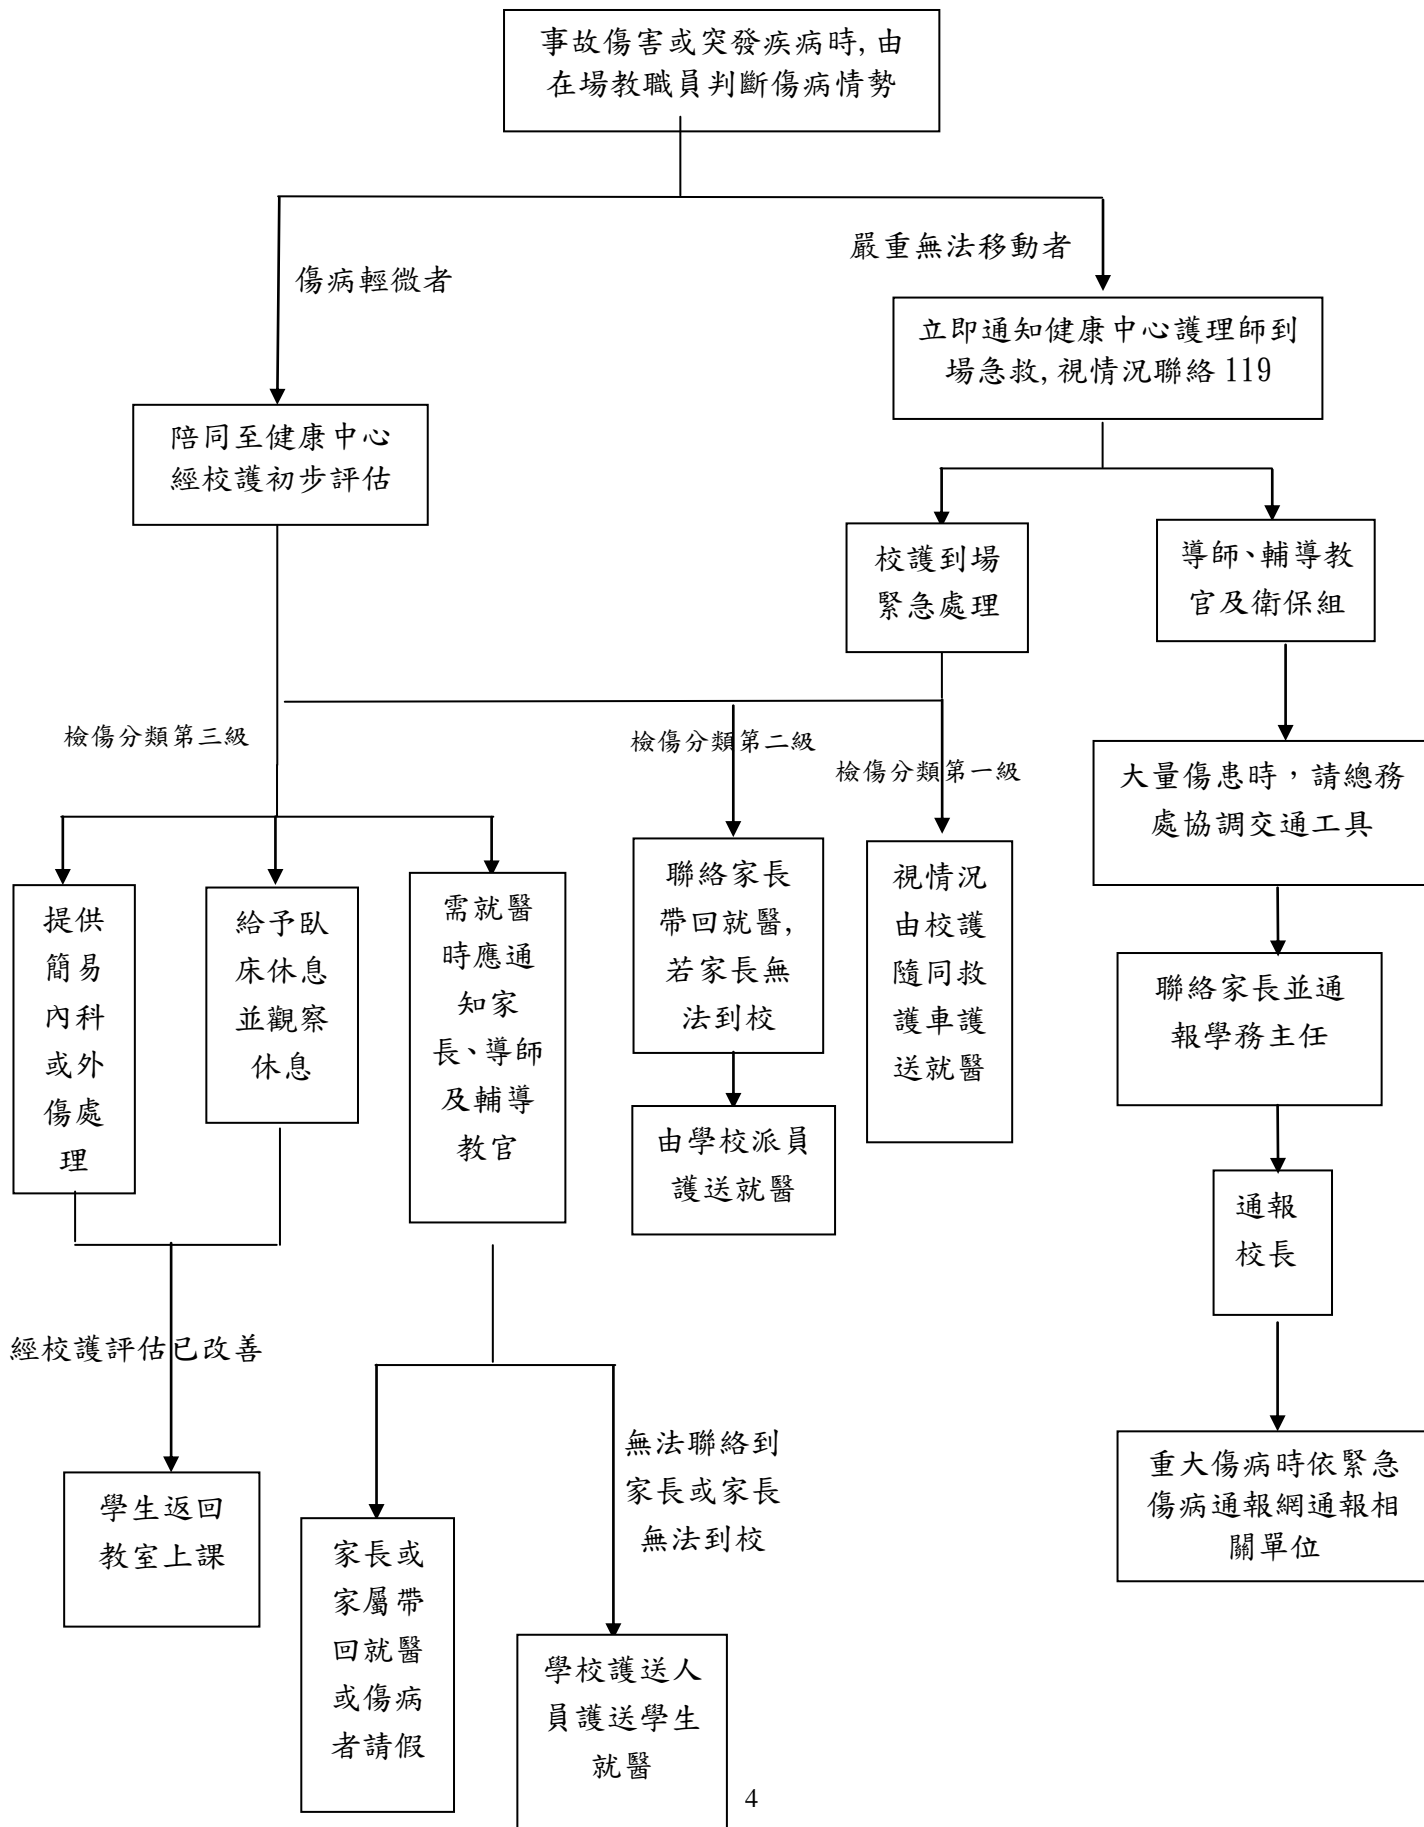 事故傷害或突發疾病時,由
在場教職員判斷傷病情勢
嚴重無法移動者
傷病輕微者
立即通知健康中心護理師到
場急救,視情況聯絡 119
陪同至健康中心
經校護初步評估
校護到場
緊急處理
導師、輔導教
官及衛保組
檢傷分類第三級
檢傷分類第二級
檢傷分類第一級
大量傷患時，請總務
處協調交通工具
提供
簡易
內科
或外
傷處
理
給予臥
床休息
並觀察
休息
需就醫
時應通
知家
長、導師
及輔導
教官
聯絡家長
帶回就醫,
若家長無
法到校
視情況
由校護
隨同救
護車護
送就醫
聯絡家長並通
報學務主任
由學校派員
護送就醫
通報
校長
經校護評估已改善
無法聯絡到
家長或家長
無法到校
學生返回
教室上課
家長或
家屬帶
回就醫
或傷病
者請假
重大傷病時依緊急
傷病通報網通報相
關單位
學校護送人
員護送學生
就醫
4